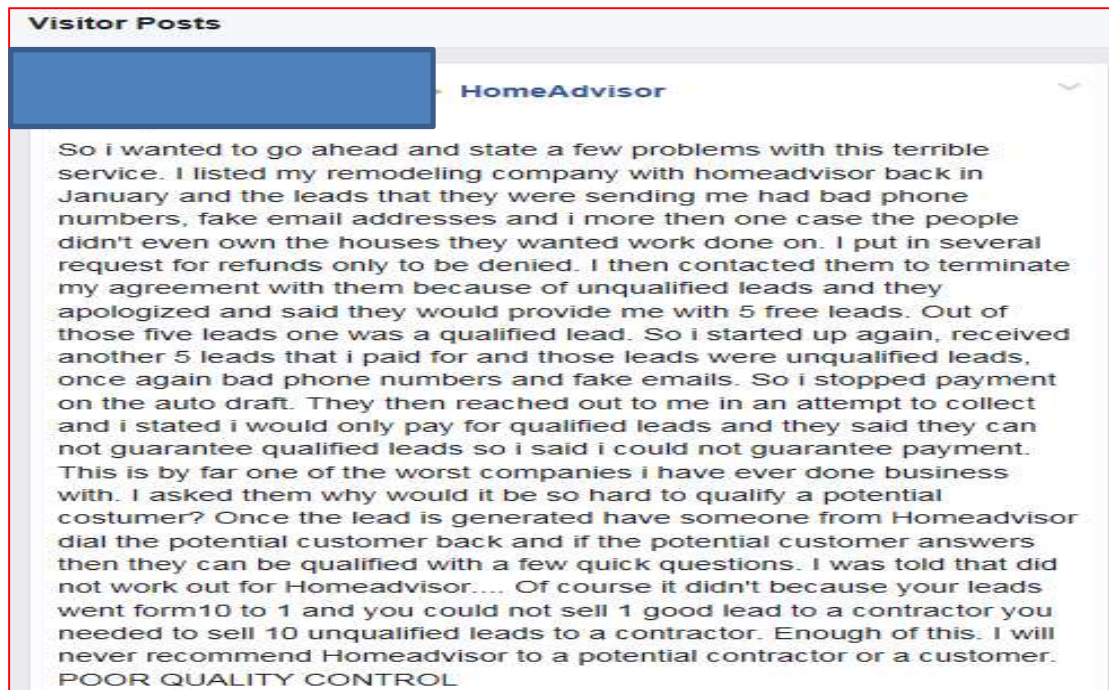 Visitor Posts
HomeAdvisor
So i wanted to go ahead and state a few problems with this terrible
service. I listed my remodeling company with homeadvisor back in
January and the leads that they were sending me had bad phone
numbers, fake email addresses and i more then one case the people
didn't even own the houses they wanted work done on. I put in several
request for refunds only to be denied. I then contacted them to terminate
my agreement with them because of unqualified leads and they
apologized and said they would provide me with 5 free leads. Out of
those five leads one was a qualified lead. So i started up again, received
another 5 leads that i paid for and those leads were unqualified leads,
once again bad phone numbers and fake emails. So i stopped payment
on the auto draft. They then reached out to me in an attempt to collect
and i stated i would only pay for qualified leads and they said they can
not guarantee qualified leads so i said i could not guarantee payment.
This is by far one of the worst companies i have ever done business
with. I asked them why would it be so hard to qualify a potential
costumer? Once the lead is generated have someone from Homeadvisor
dial the potential customer back and if the potential customer answers
then they can be qualified with a few quick questions. I was told that did
not work out for Homeadvisor.... Of course it didn't because your leads
went form10 to 1 and you could not sell 1 good lead to a contractor you
needed to sell 10 unqualified leads to a contractor. Enough of this. I will
never recommend Homeadvisor to a potential contractor or a customer.
POOR QUALITY CONTROL